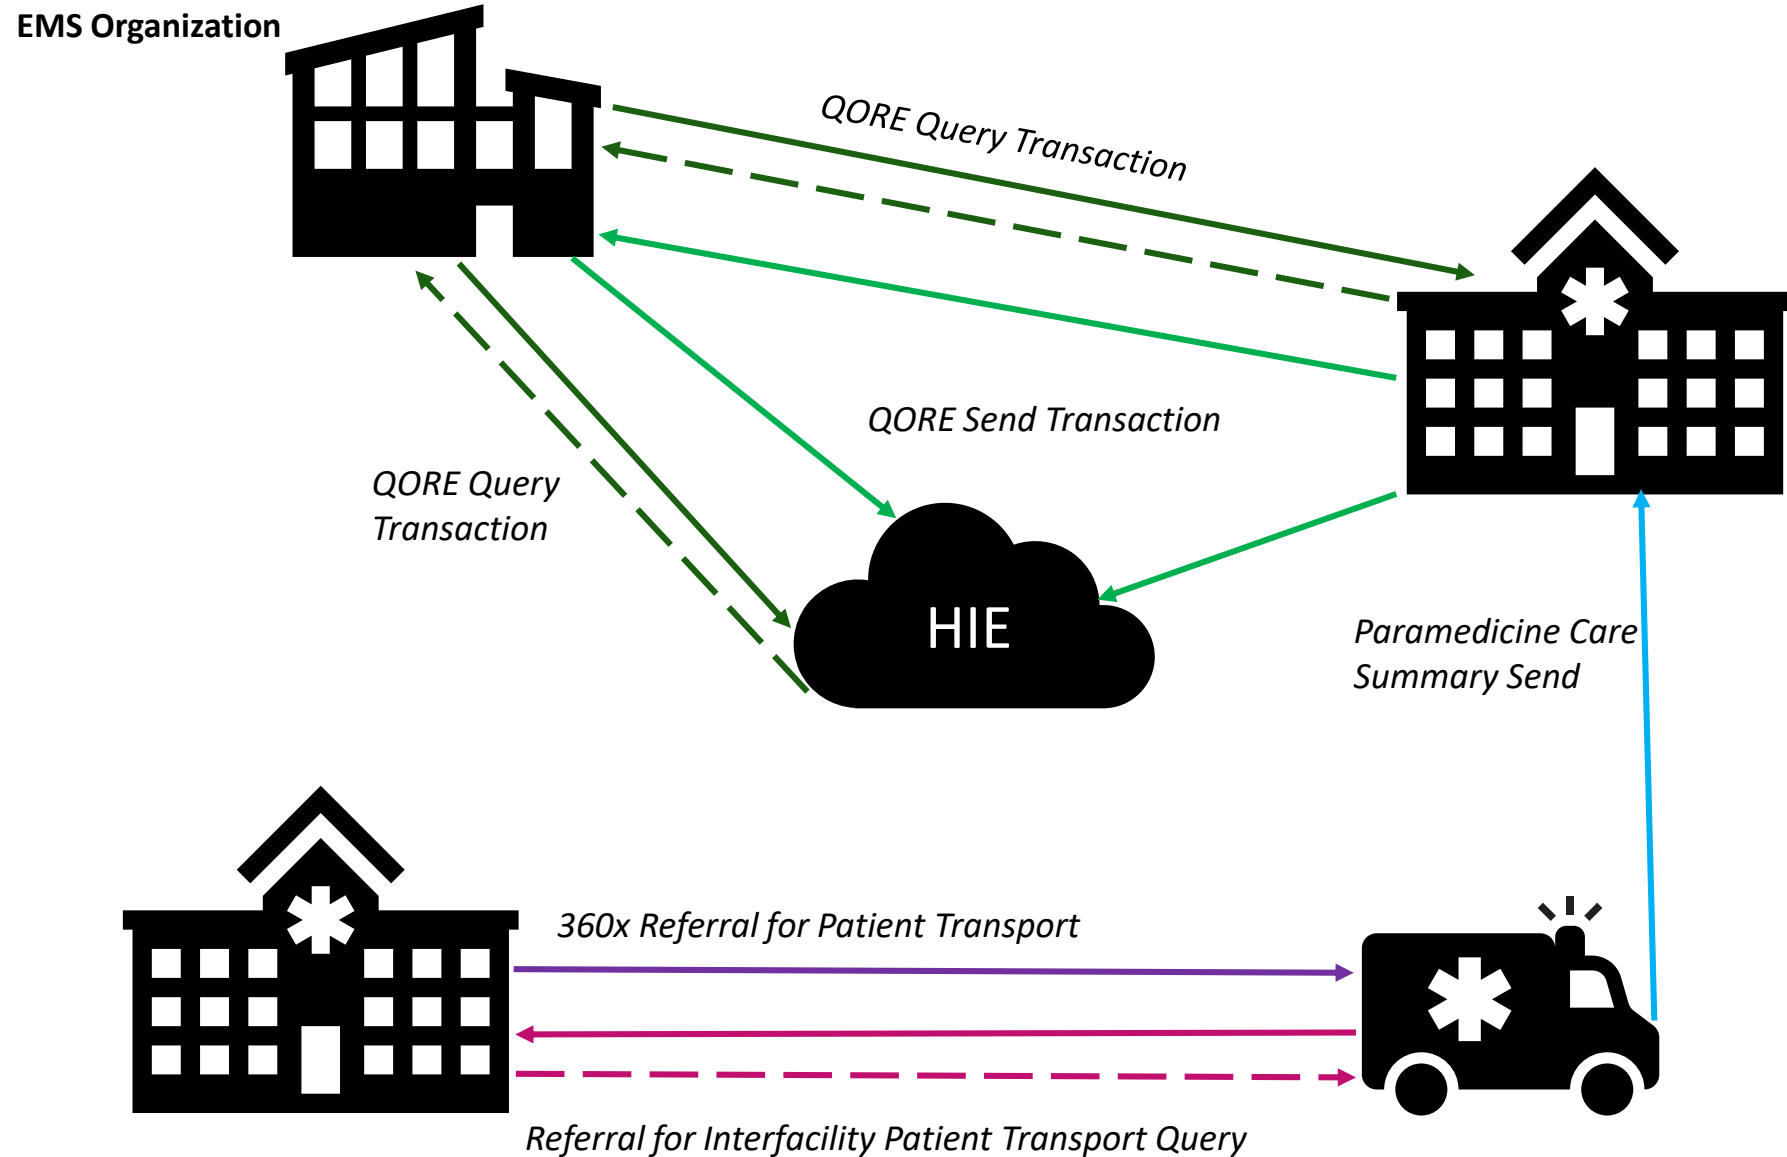 EMS Organization
QORE Query Transaction
QORE Send Transaction
QORE Query
Transaction
HIE
Paramedicine Care
Summary Send
360x Referral for Patient Transport
Referral for Interfacility Patient Transport Query